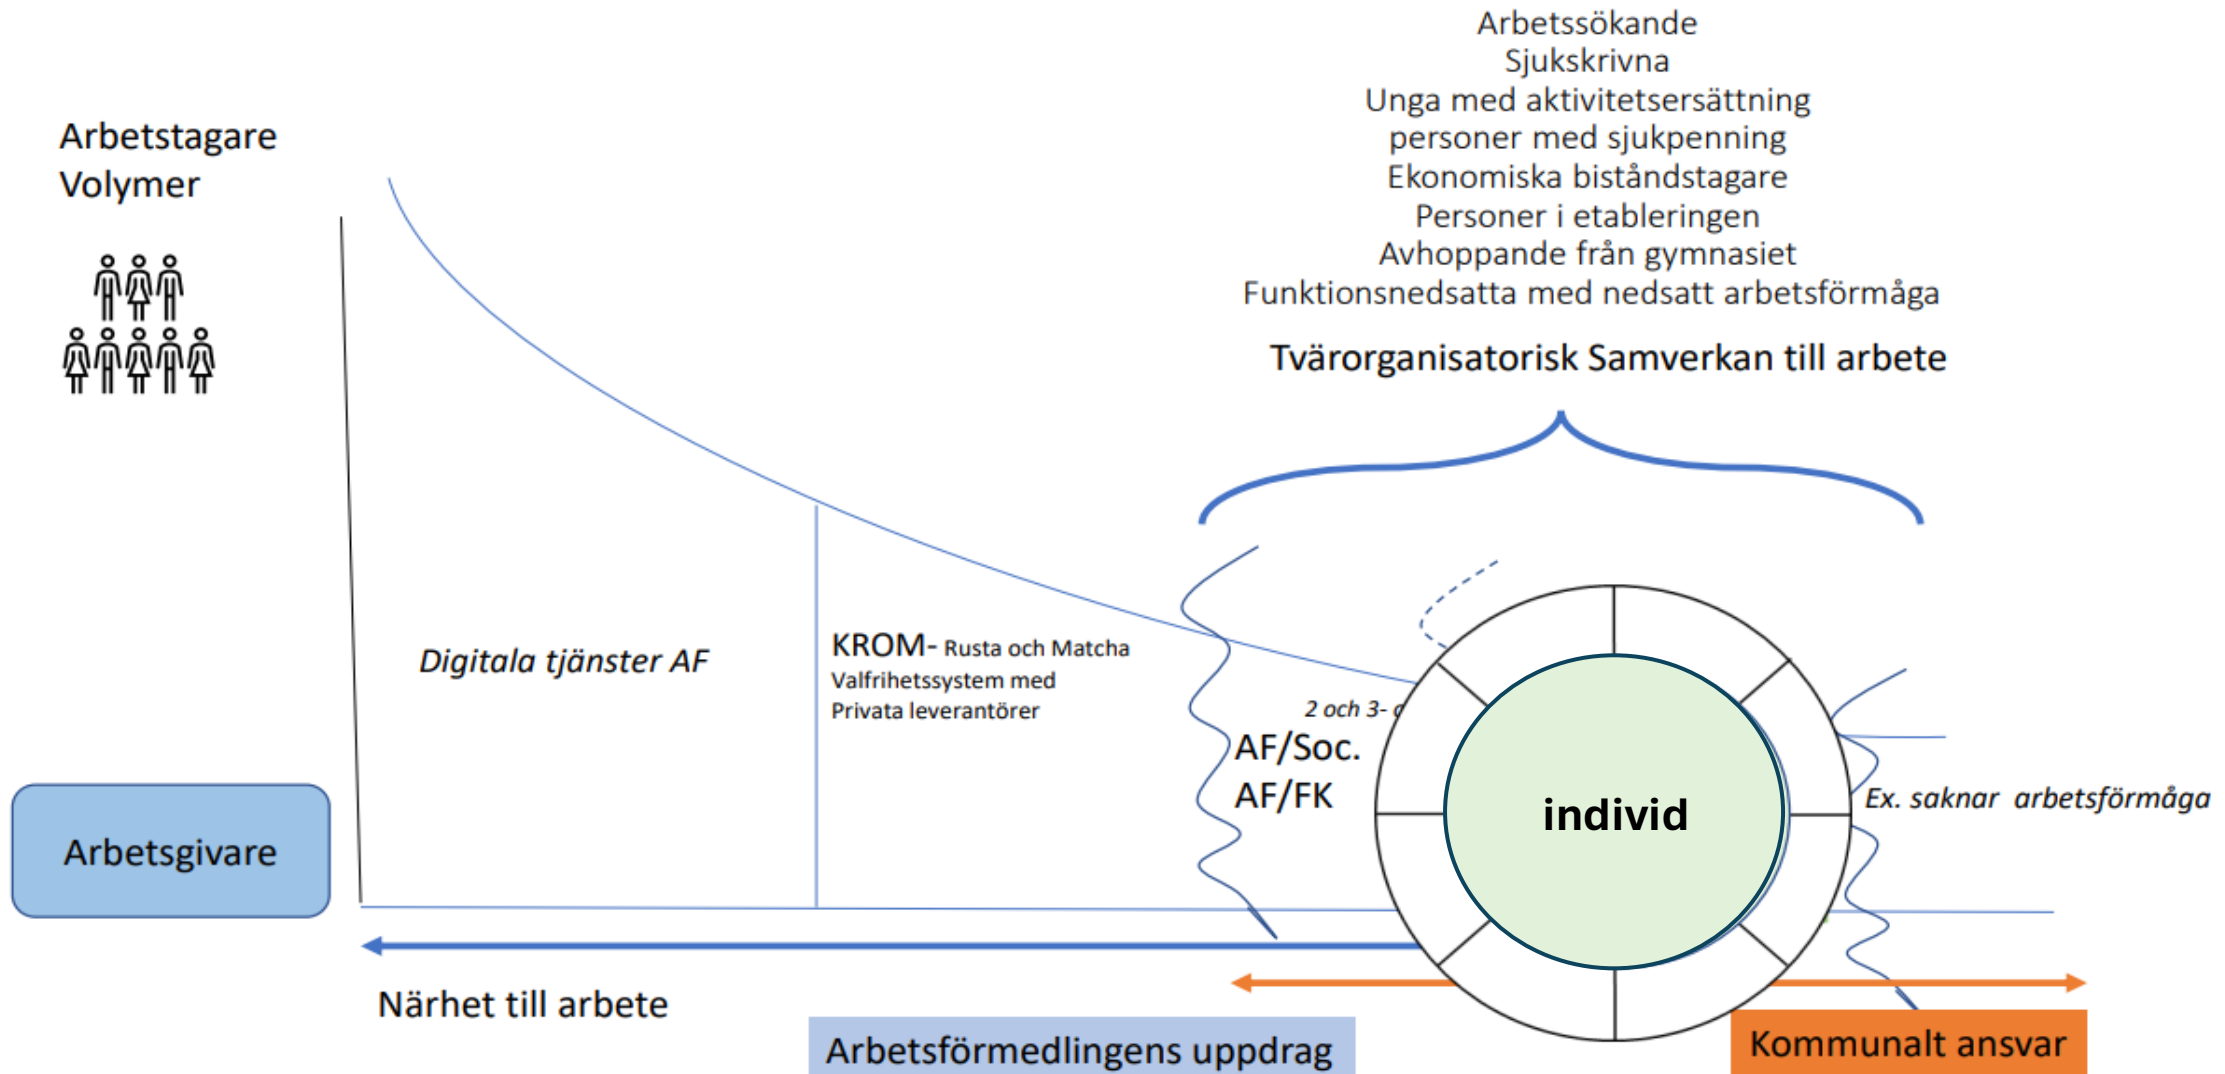 Arbetssökande
Sjukskrivna
Unga med aktivitetsersättning
personer med sjukpenning
Ekonomiska biståndstagare
Personer i etableringen
Avhoppande från gymnasiet
Funktionsnedsatta med nedsatt arbetsförmåga
Tvärorganisatorisk Samverkan till arbete
Arbetstagare
Volymer
Digitala tjänster AF
KROM- Rusta och Matcha
Valfrihetssystem med
Privata leverantörer
2 och 3-
AF/Soc.
AF/FK
individ
Ex. saknar arbetsförmåga
Arbetsgivare
Närhet till arbete
Arbetsförmedlingens uppdrag
Kommunalt ansvar